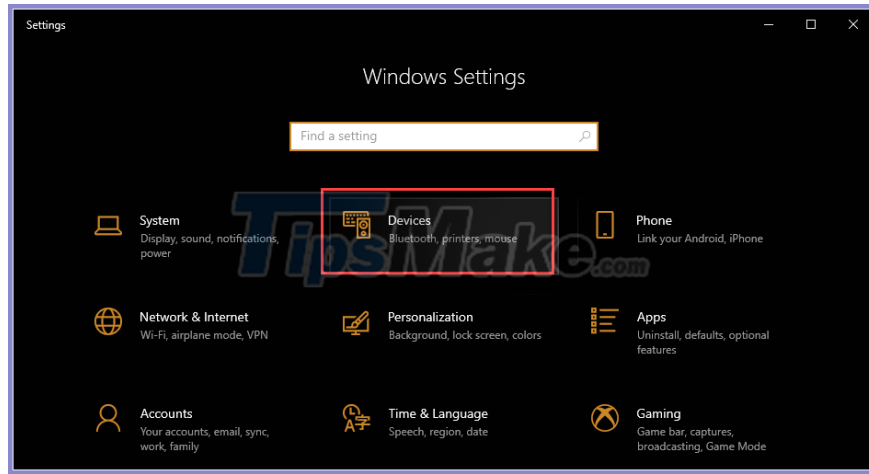 Settings
Windows Settings
Find a setting
System
Display, sound, notifications,
power
Devices
Bluetooth, printers, mouse
Phone
Link your Android, iPhone
TipsMake.com
Network & Internet
Wi-Fi, airplane mode, VPN
Personalization
Background, lock screen, colors
Apps
Uninstall, defaults, optional
features
Accounts
Your accounts, email, sync,
work, family
Time & Language
Speech, region, date
Gaming
Game bar, captures,
broadcasting, Game Mode